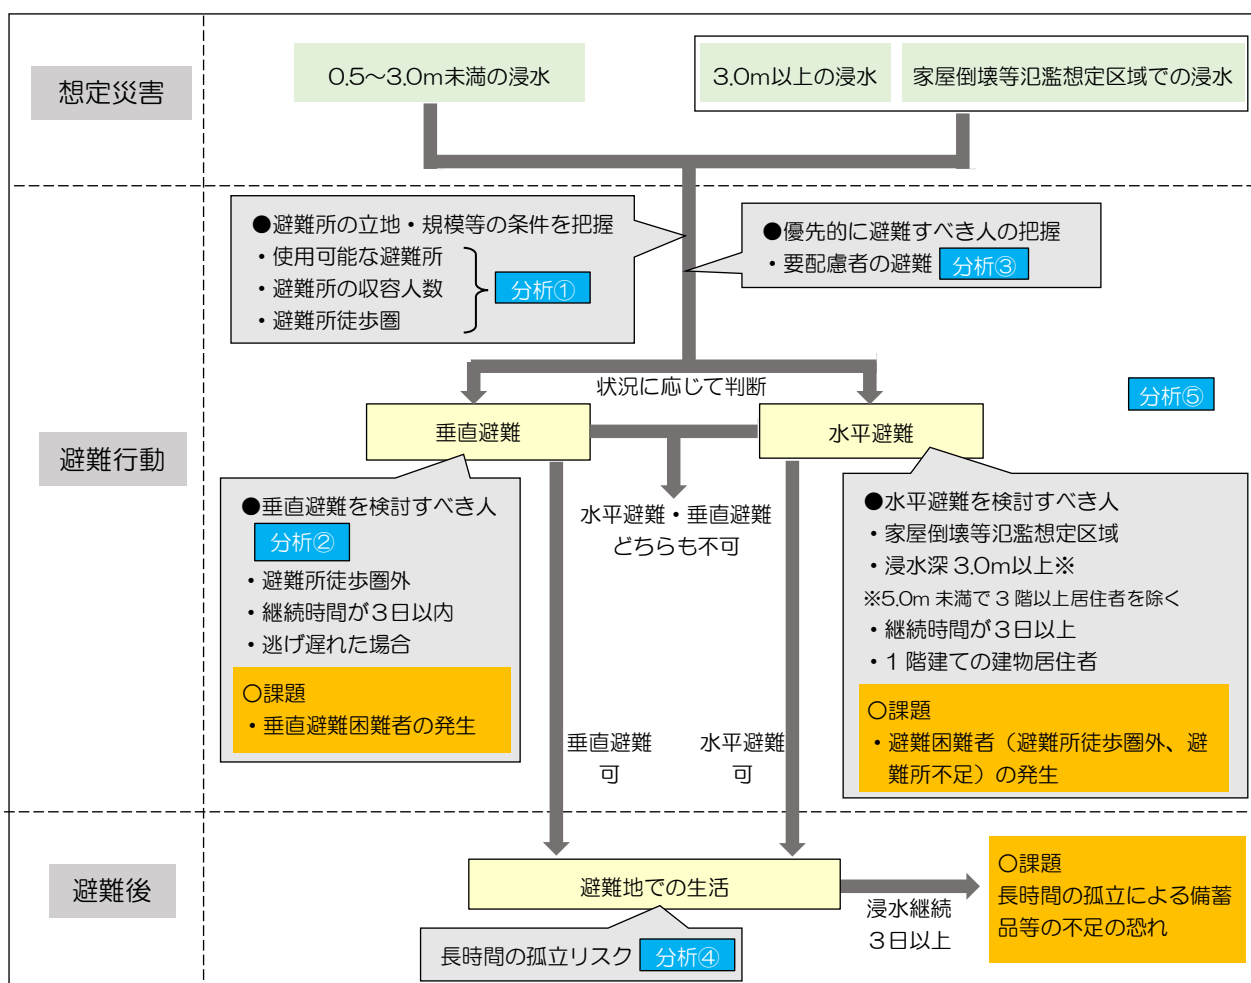 想定災害
0.5～3.0m未満の浸水
3.0m以上の浸水
家屋倒壊等氾濫想定区域での浸水
避難行動
●避難所の立地・規模等の条件を把握
・使用可能な避難所
・避難所の収容人数
・避難所徒歩圏
分析①
●優先的に避難すべき人の把握
・要配慮者の避難 分析③
状況に応じて判断
分析⑤
垂直避難
水平避難
水平避難・垂直避難
どちらも不可
●垂直避難を検討すべき人
分析②
・避難所徒歩圏外
・継続時間が３日以内
・逃げ遅れた場合
〇課題
・垂直避難困難者の発生
●水平避難を検討すべき人
・家屋倒壊等氾濫想定区域
・浸水深 3.0m以上※
※5.0m 未満で 3 階以上居住者を除く
・継続時間が３日以上
・１階建ての建物居住者
〇課題
・避難困難者（避難所徒歩圏外、避
難所不足）の発生
垂直避難
可
水平避難
可
避難後
避難地での生活
浸水継続
３日以上
〇課題
長時間の孤立による備蓄
品等の不足の恐れ
長時間の孤立リスク 分析④